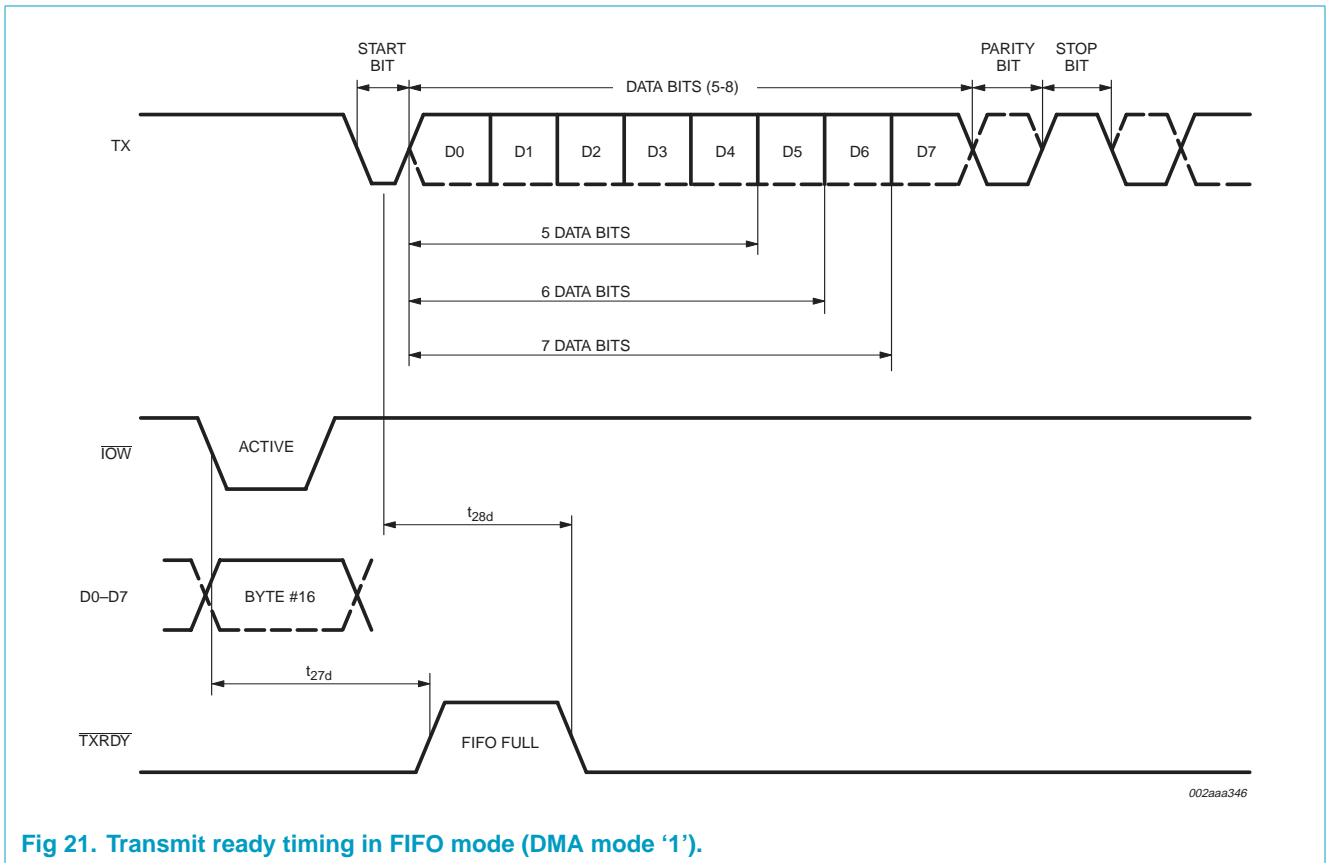 START
BIT
DATA BITS (5-8)
PARITY
BIT
STOP
BIT
TX
D0
D1
D2
D3
D4
D5
D6
D7
5 DATA BITS
6 DATA BITS
7 DATA BITS
IOW
ACTIVE
t28d
D0–D7
BYTE #16
t27d
TXRDY
FIFO FULL
002aaa346
Fig 21. Transmit ready timing in FIFO mode (DMA mode ‘1’).